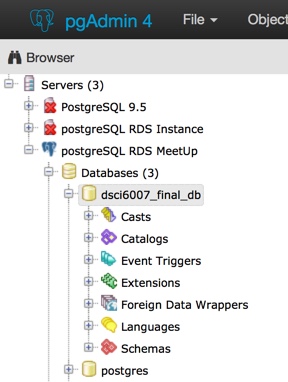 pgAdmin 4 File Object
Browser
Servers (3)
PostgreSQL 9.5
postgreSQL RDS Instance
postgreSQL RDS MeetUp
Databases (3)
dsci6007_final_db
Casts
Catalogs
Event Triggers
Extensions
Foreign Data Wrappers
Languages
Schemas
postgres